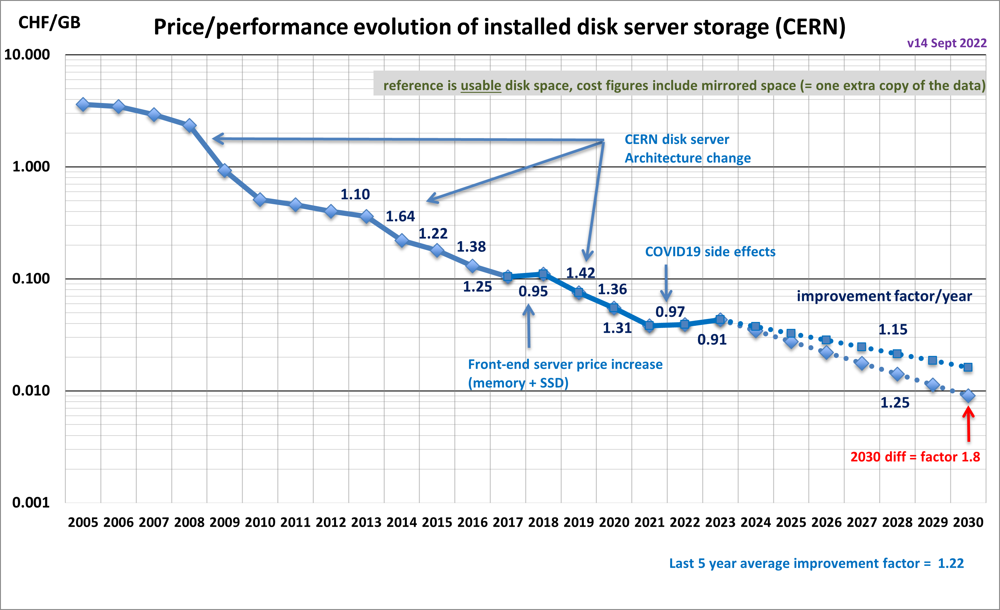 CHF/GB
Price/performance evolution of installed disk server storage (CERN)
v14 Sept 2022
10.000
reference is usable disk space, cost figures include mirrored space (= one extra copy of the data)
CERN disk server
Architecture change
1.000
1.10
1.64
1.22
1.38
COVID19 side effects
1.42
0.100
1.25
0.95
1.36
improvement factor/year
0.97
1.31
1.15
0.91
Front-end server price increase
(memory + SSD)
0.010
1.25
2030 diff = factor 1.8
0.001
2005 2006 2007 2008 2009 2010 2011 2012 2013 2014 2015 2016 2017 2018 2019 2020 2021 2022 2023 2024 2025 2026 2027 2028 2029 2030
Last 5 year average improvement factor = 1.22